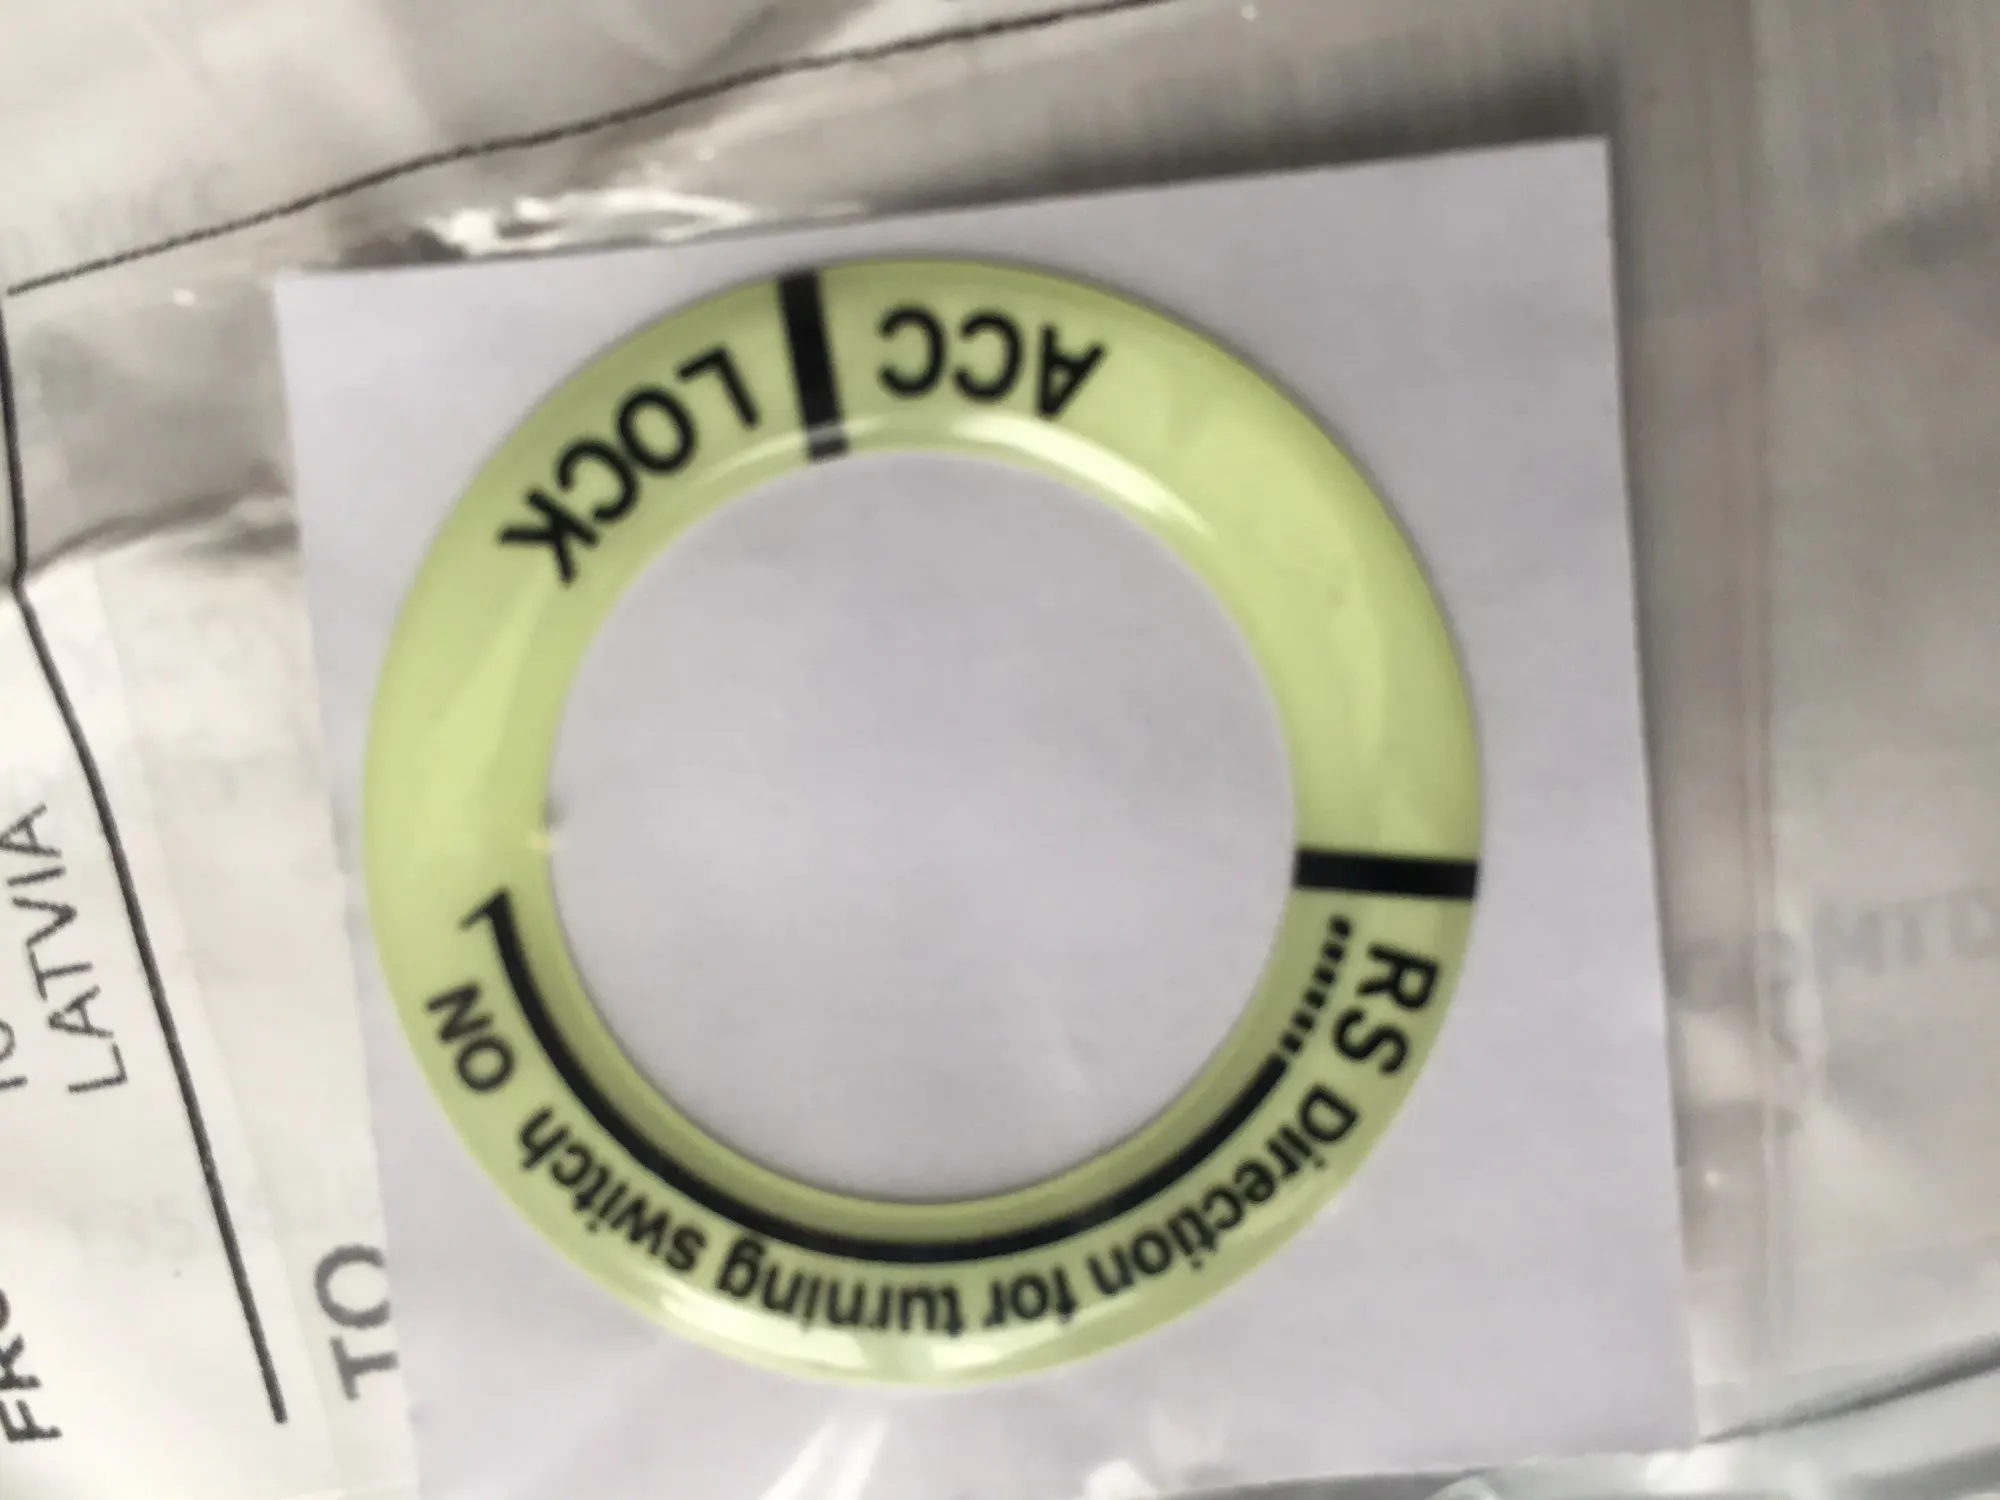 LOCK
ACC
RS Direction for turning switch ON
LATVIA
TO